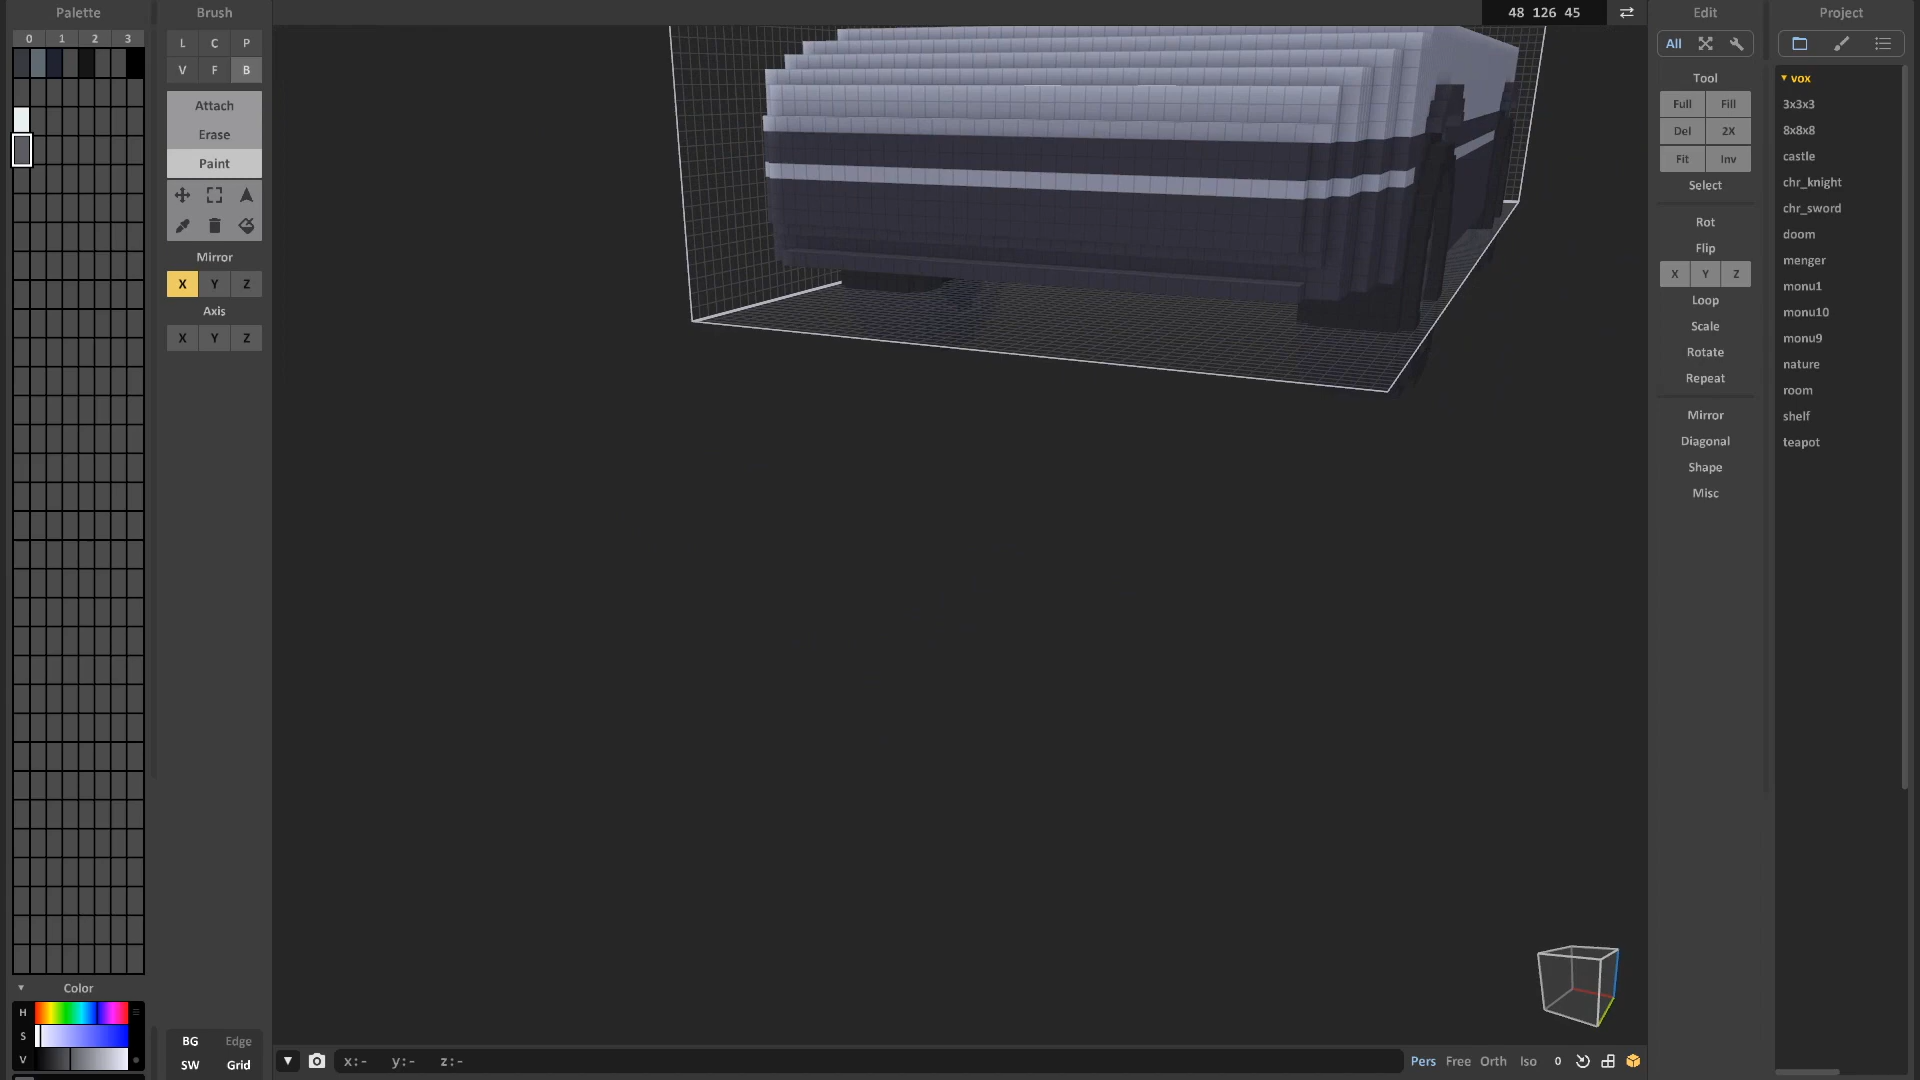 Palette
0 1 2 3
Color
H
S
V
Brush
L C P
V F B
Attach
Erase
Paint
Mirror
X Y Z
Axis
X Y Z
BG Edge
SW Grid
48 126 45
x:- y:- z:-
Pers Free Orth Iso 0
Edit
All
Tool
Full Fill
Del 2X
Fit Inv
Select
Rot
Flip
X Y Z
Loop
Scale
Rotate
Repeat
Mirror
Diagonal
Shape
Misc
Project
vox
3x3x3
8x8x8
castle
chr_knight
chr_sword
doom
menger
monu1
monu10
monu9
nature
room
shelf
teapot